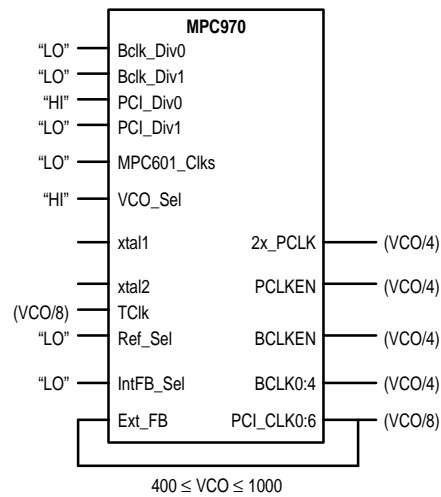 MPC970
“LO” Bclk_Div0
“LO” Bclk_Div1
“HI” PCI_Div0
“LO” PCI_Div1
“LO” MPC601_Clks
“HI” VCO_Sel
xtal1 2x_PCLK (VCO/4)
xtal2 PCLKEN (VCO/4)
(VCO/8) TClk
“LO” Ref_Sel BCLKEN (VCO/4)
“LO” IntFB_Sel BCLK0:4 (VCO/4)
Ext_FB PCI_CLK0:6 (VCO/8)
400 ≤ VCO ≤ 1000